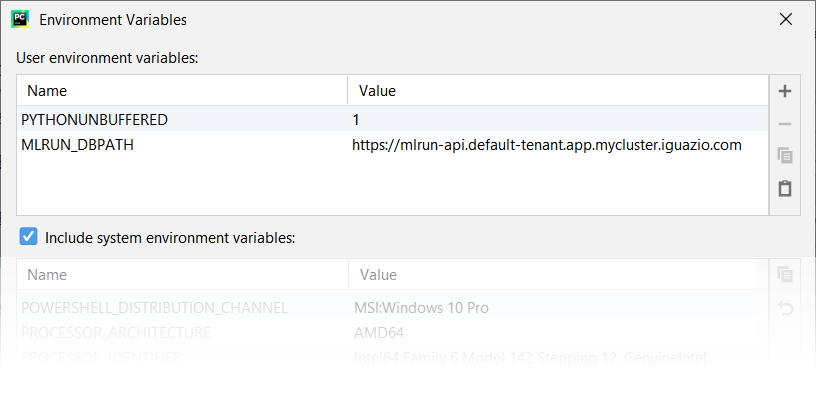 PC
Environment Variables
User environment variables:
Name Value
PYTHONUNBUFFERED 1
MLRUN_DBPATH https://mlrun-api.default-tenant.app.mycluster.iguazio.com
Include system environment variables:
Name Value
POWERSHELL_DISTRIBUTION_CHANNEL MSI:Windows 10 Pro
PROCESSOR_ARCHITECTURE AMD64
PROCESSOR_IDENTIFIER Intel64 Family 6 Model 142 Stepping 12, GenuineIntel